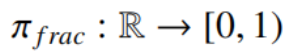 π_{frac} : ℝ → [0, 1)